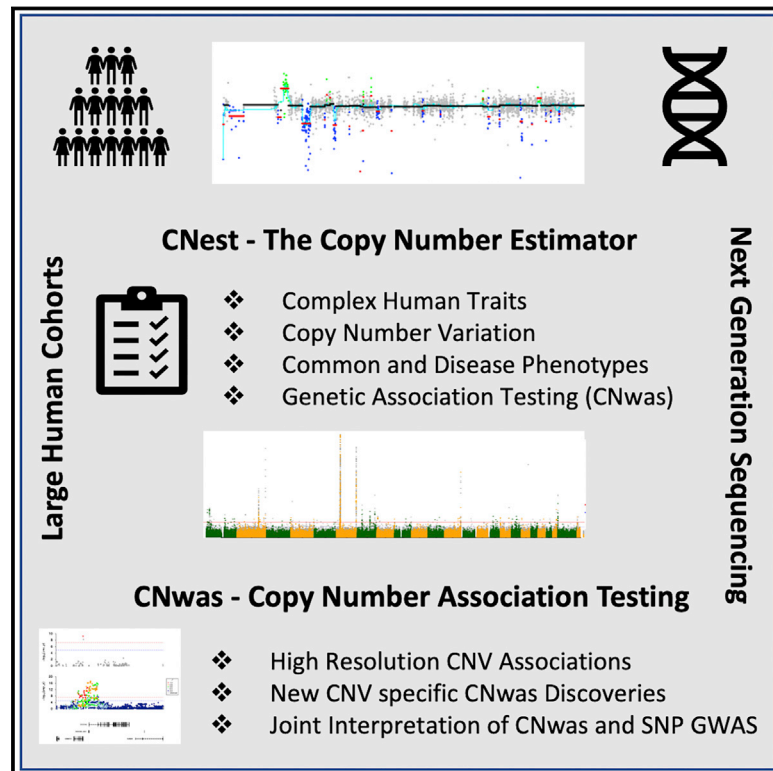 CNest - The Copy Number Estimator
Large Human Cohorts
❖ Complex Human Traits
❖ Copy Number Variation
❖ Common and Disease Phenotypes
❖ Genetic Association Testing (CNwas)
Next Generation Sequencing
CNwas - Copy Number Association Testing
❖ High Resolution CNV Associations
❖ New CNV specific CNwas Discoveries
❖ Joint Interpretation of CNwas and SNP GWAS